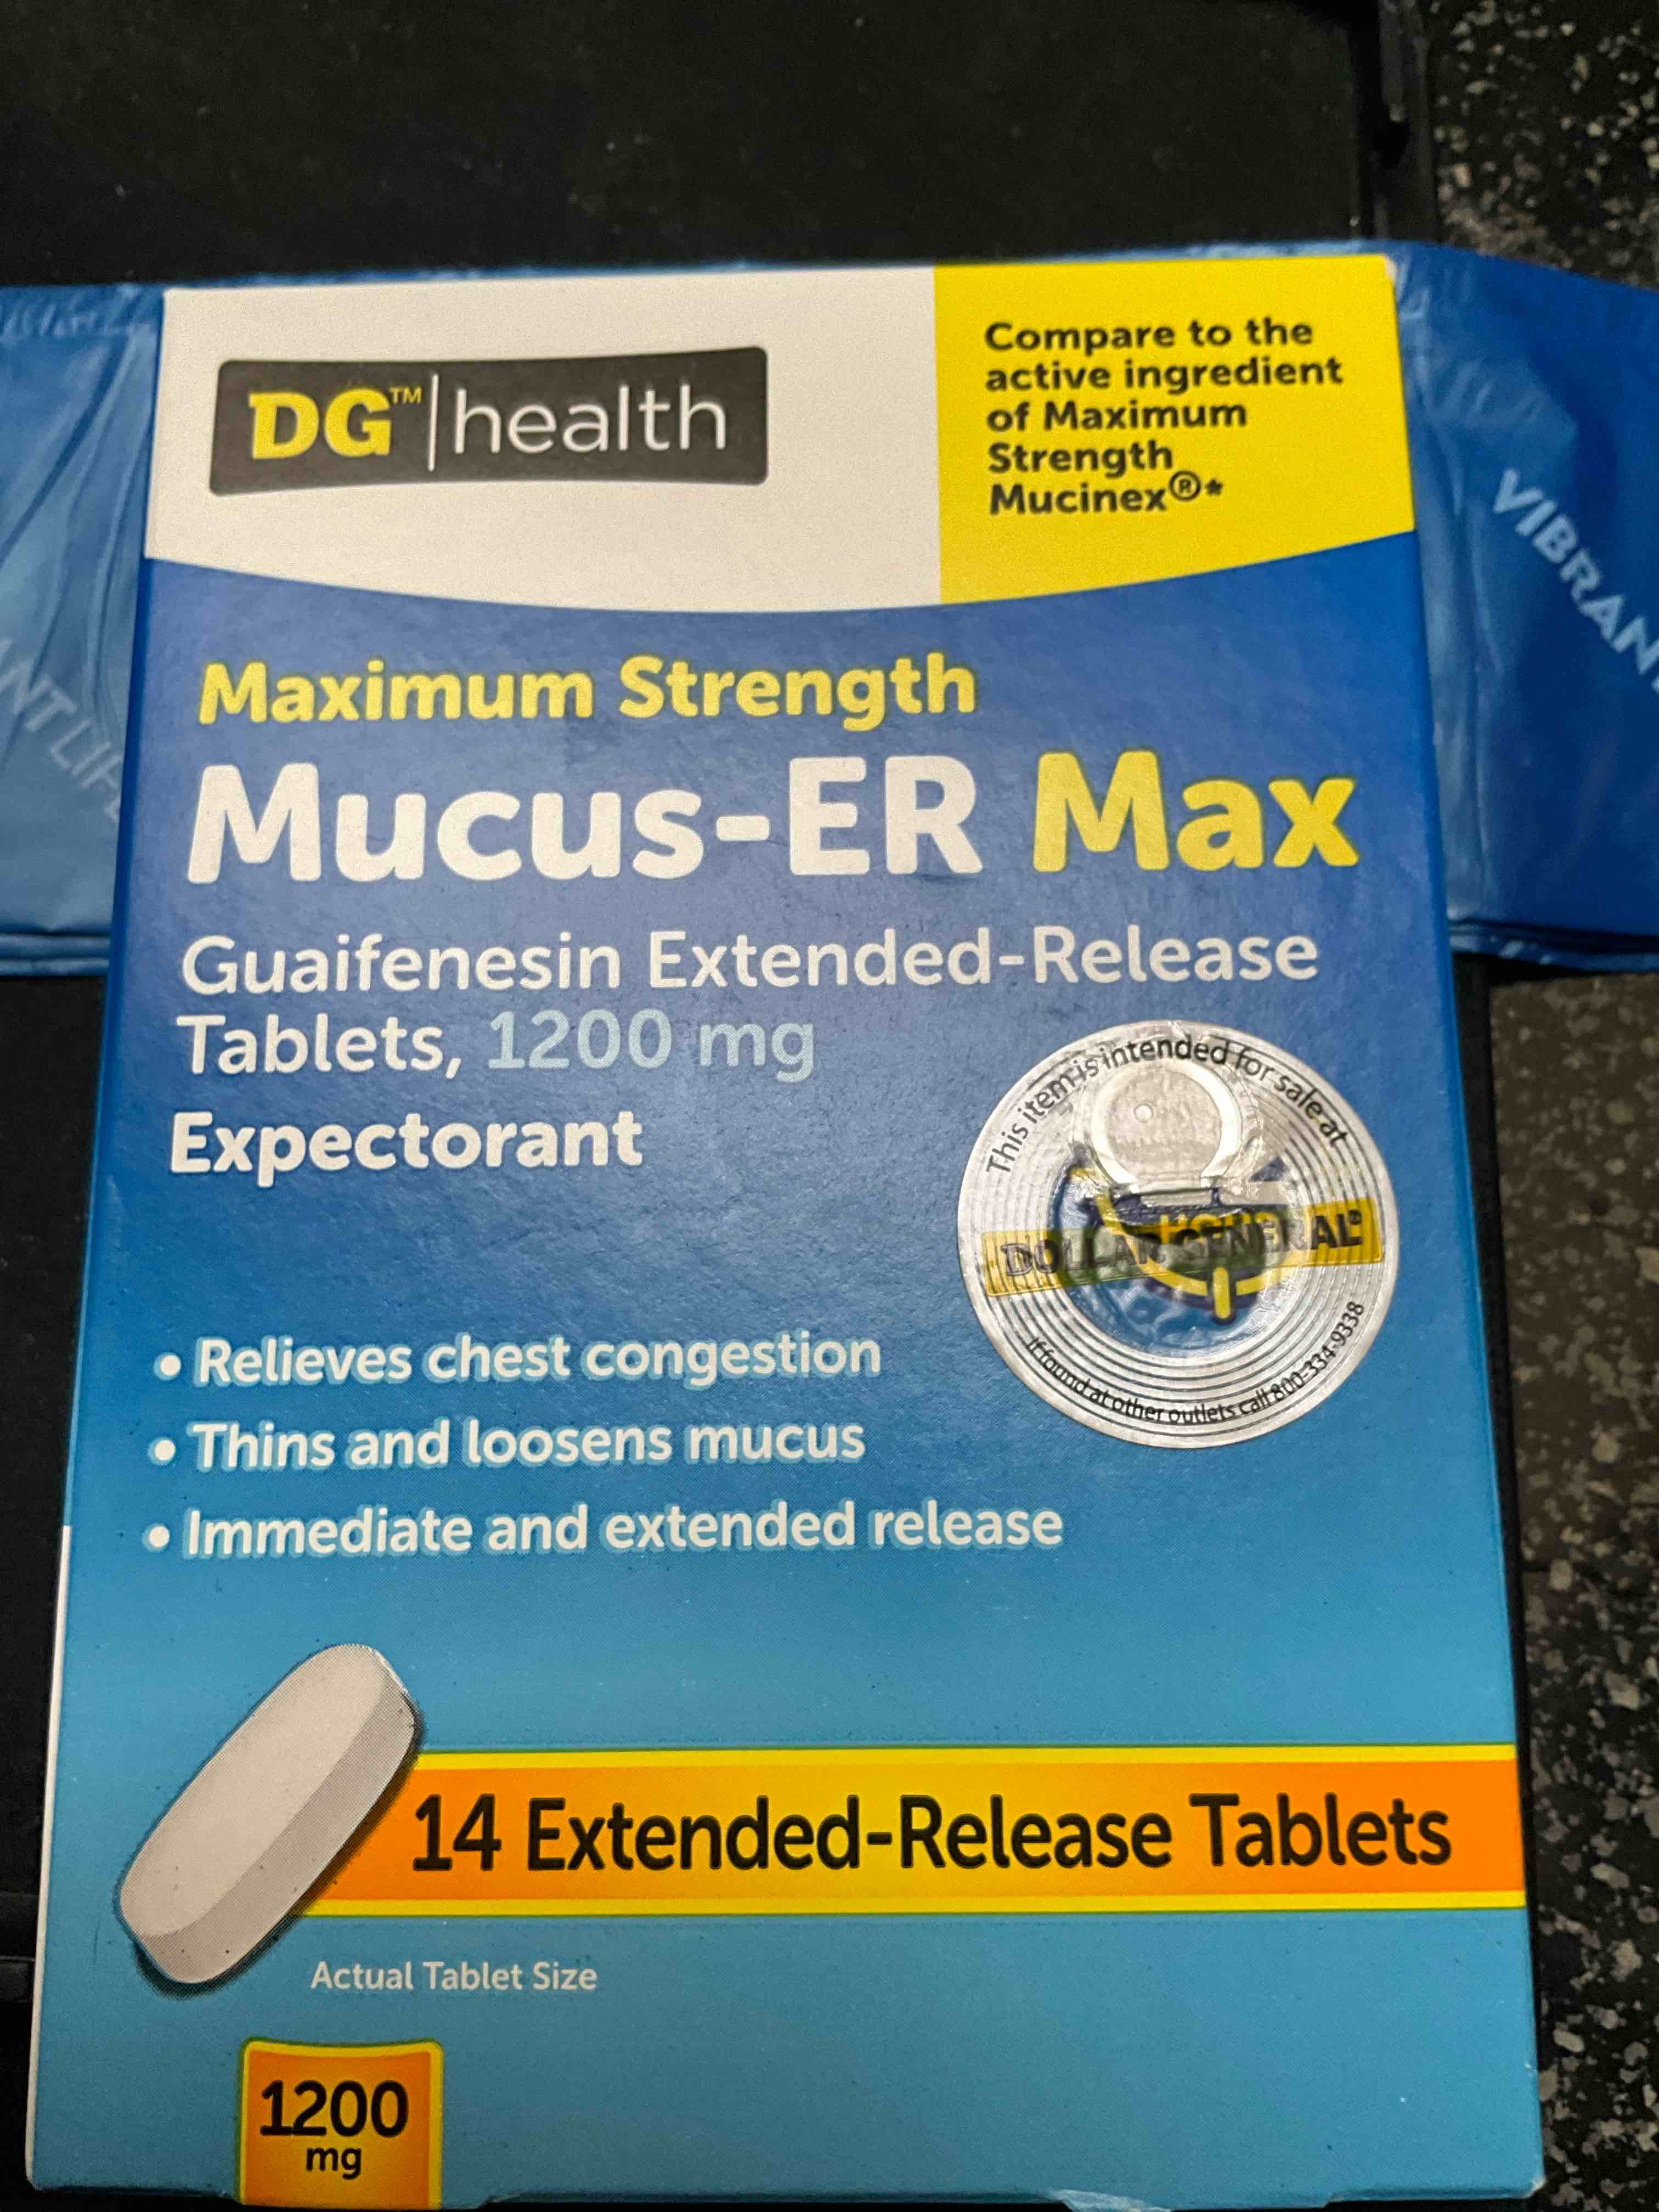 DG™|health
Compare to the
active ingredient
of Maximum
Strength
Mucinex®*
VIBRAN
NT LIF
Maximum Strength
Mucus-ER Max
Guaifenesin Extended-Release
Tablets, 1200 mg
Expectorant
This item is intended for sale at
DOLLAR GENERAL®
If found at other outlets call 800-334-9338
• Relieves chest congestion
• Thins and loosens mucus
• Immediate and extended release
14 Extended-Release Tablets
Actual Tablet Size
1200
mg